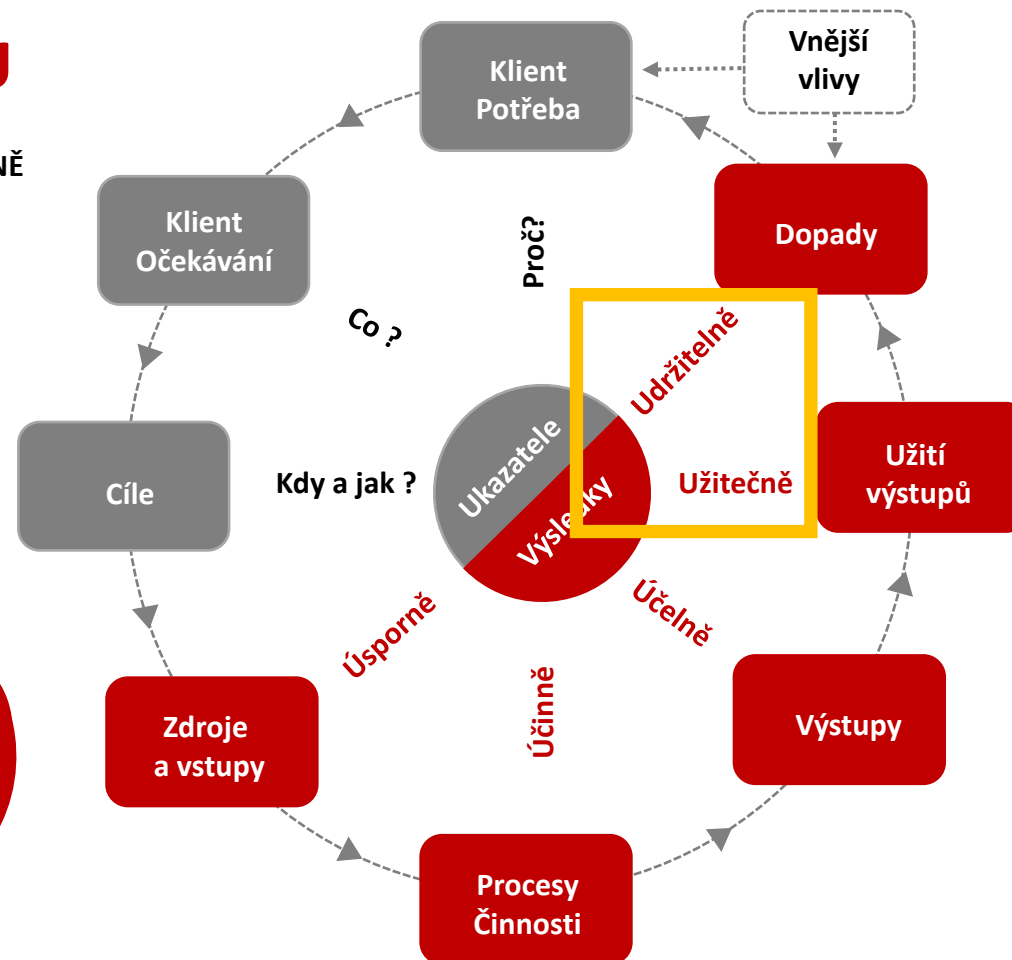 Vnější
vlivy
Klient
Potřeba
NĚ
Klient
Očekávání
Dopady
Proč?
Co ?
Udržitelně
Ukazatele
Výsledky
Kdy a jak ?
Užitečně
Cíle
Užití
výstupů
Úsporně
Účelně
Účinně
Zdroje
a vstupy
Výstupy
Procesy
Činnosti